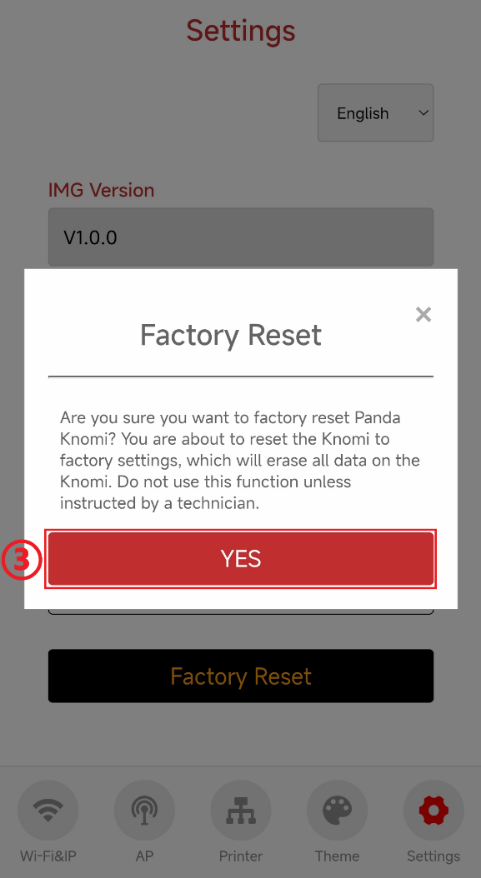 Settings
English
IMG Version
V1.0.0
×
Factory Reset
Are you sure you want to factory reset Panda
Knomi? You are about to reset the Knomi to
factory settings, which will erase all data on the
Knomi. Do not use this function unless
instructed by a technician.
③
YES
Factory Reset
Wi-Fi&IP
AP
Printer
Theme
Settings